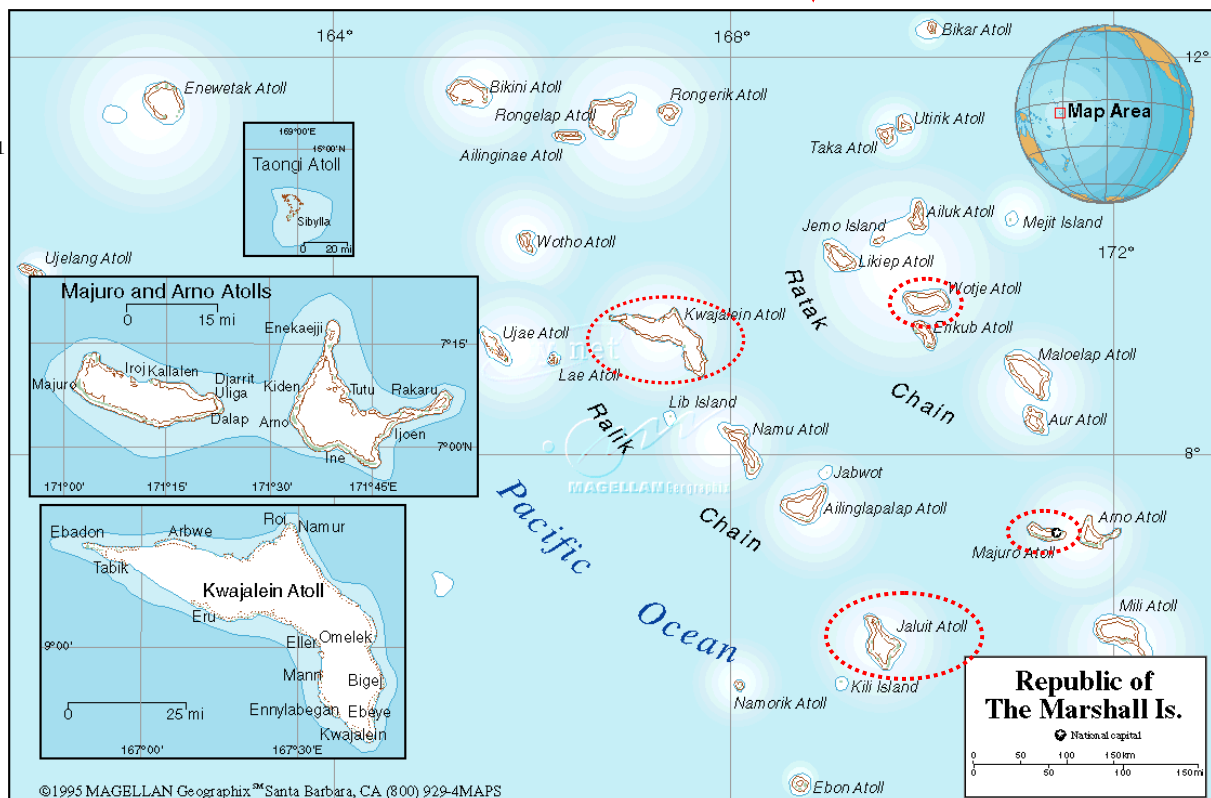 164°
168°
Bikar Atoll
12°
Enewetak Atoll
Bikini Atoll
Rongelap Atoll
Rongerik Atoll
Ailinginae Atoll
Utirik Atoll
Taka Atoll
Map Area
1
169°00'E
15°00'N
Taongi Atoll
Sibylla
0 20 mi
Wotho Atoll
Ujelang Atoll
Jemo Island
Ailuk Atoll
Mejit Island
Likiep Atoll
172°
Wotje Atoll
Erikub Atoll
Ratak
Chain
Maloelap Atoll
Aur Atoll
Kwajalein Atoll
Ujae Atoll
Lae Atoll
Lib Island
Ralik
Chain
Namu Atoll
8°
Jabwot
Ailinglapalap Atoll
MAGELLAN Geographix
Pacific
Ocean
Arno Atoll
Majuro Atoll
Mili Atoll
Jaluit Atoll
Kili Island
Namorik Atoll
Ebon Atoll
Majuro and Arno Atolls
0 15 mi
Enekaejji
7°15'
Majuro
Iroj
Kallalen
Djarrit
Uliga
Dalap
Kiden
Tutu
Rakaru
Arno
Ijoen
Ine
7°00'N
171°00'
171°15'
171°30'
171°45'E
Ebadon
Arbwe
Roi
Namur
Tabik
Kwajalein Atoll
Eru
Eller
Omelek
9°00'
Mann
Bigej
0 25 mi
Ennylabegan
Ebeye
Kwajalein
167°00'
167°30'E
Republic of
The Marshall Is.
National capital
0 50 100 150km
0 50 100 150mi
©1995 MAGELLAN Geographix℠Santa Barbara, CA (800) 929-4MAPS